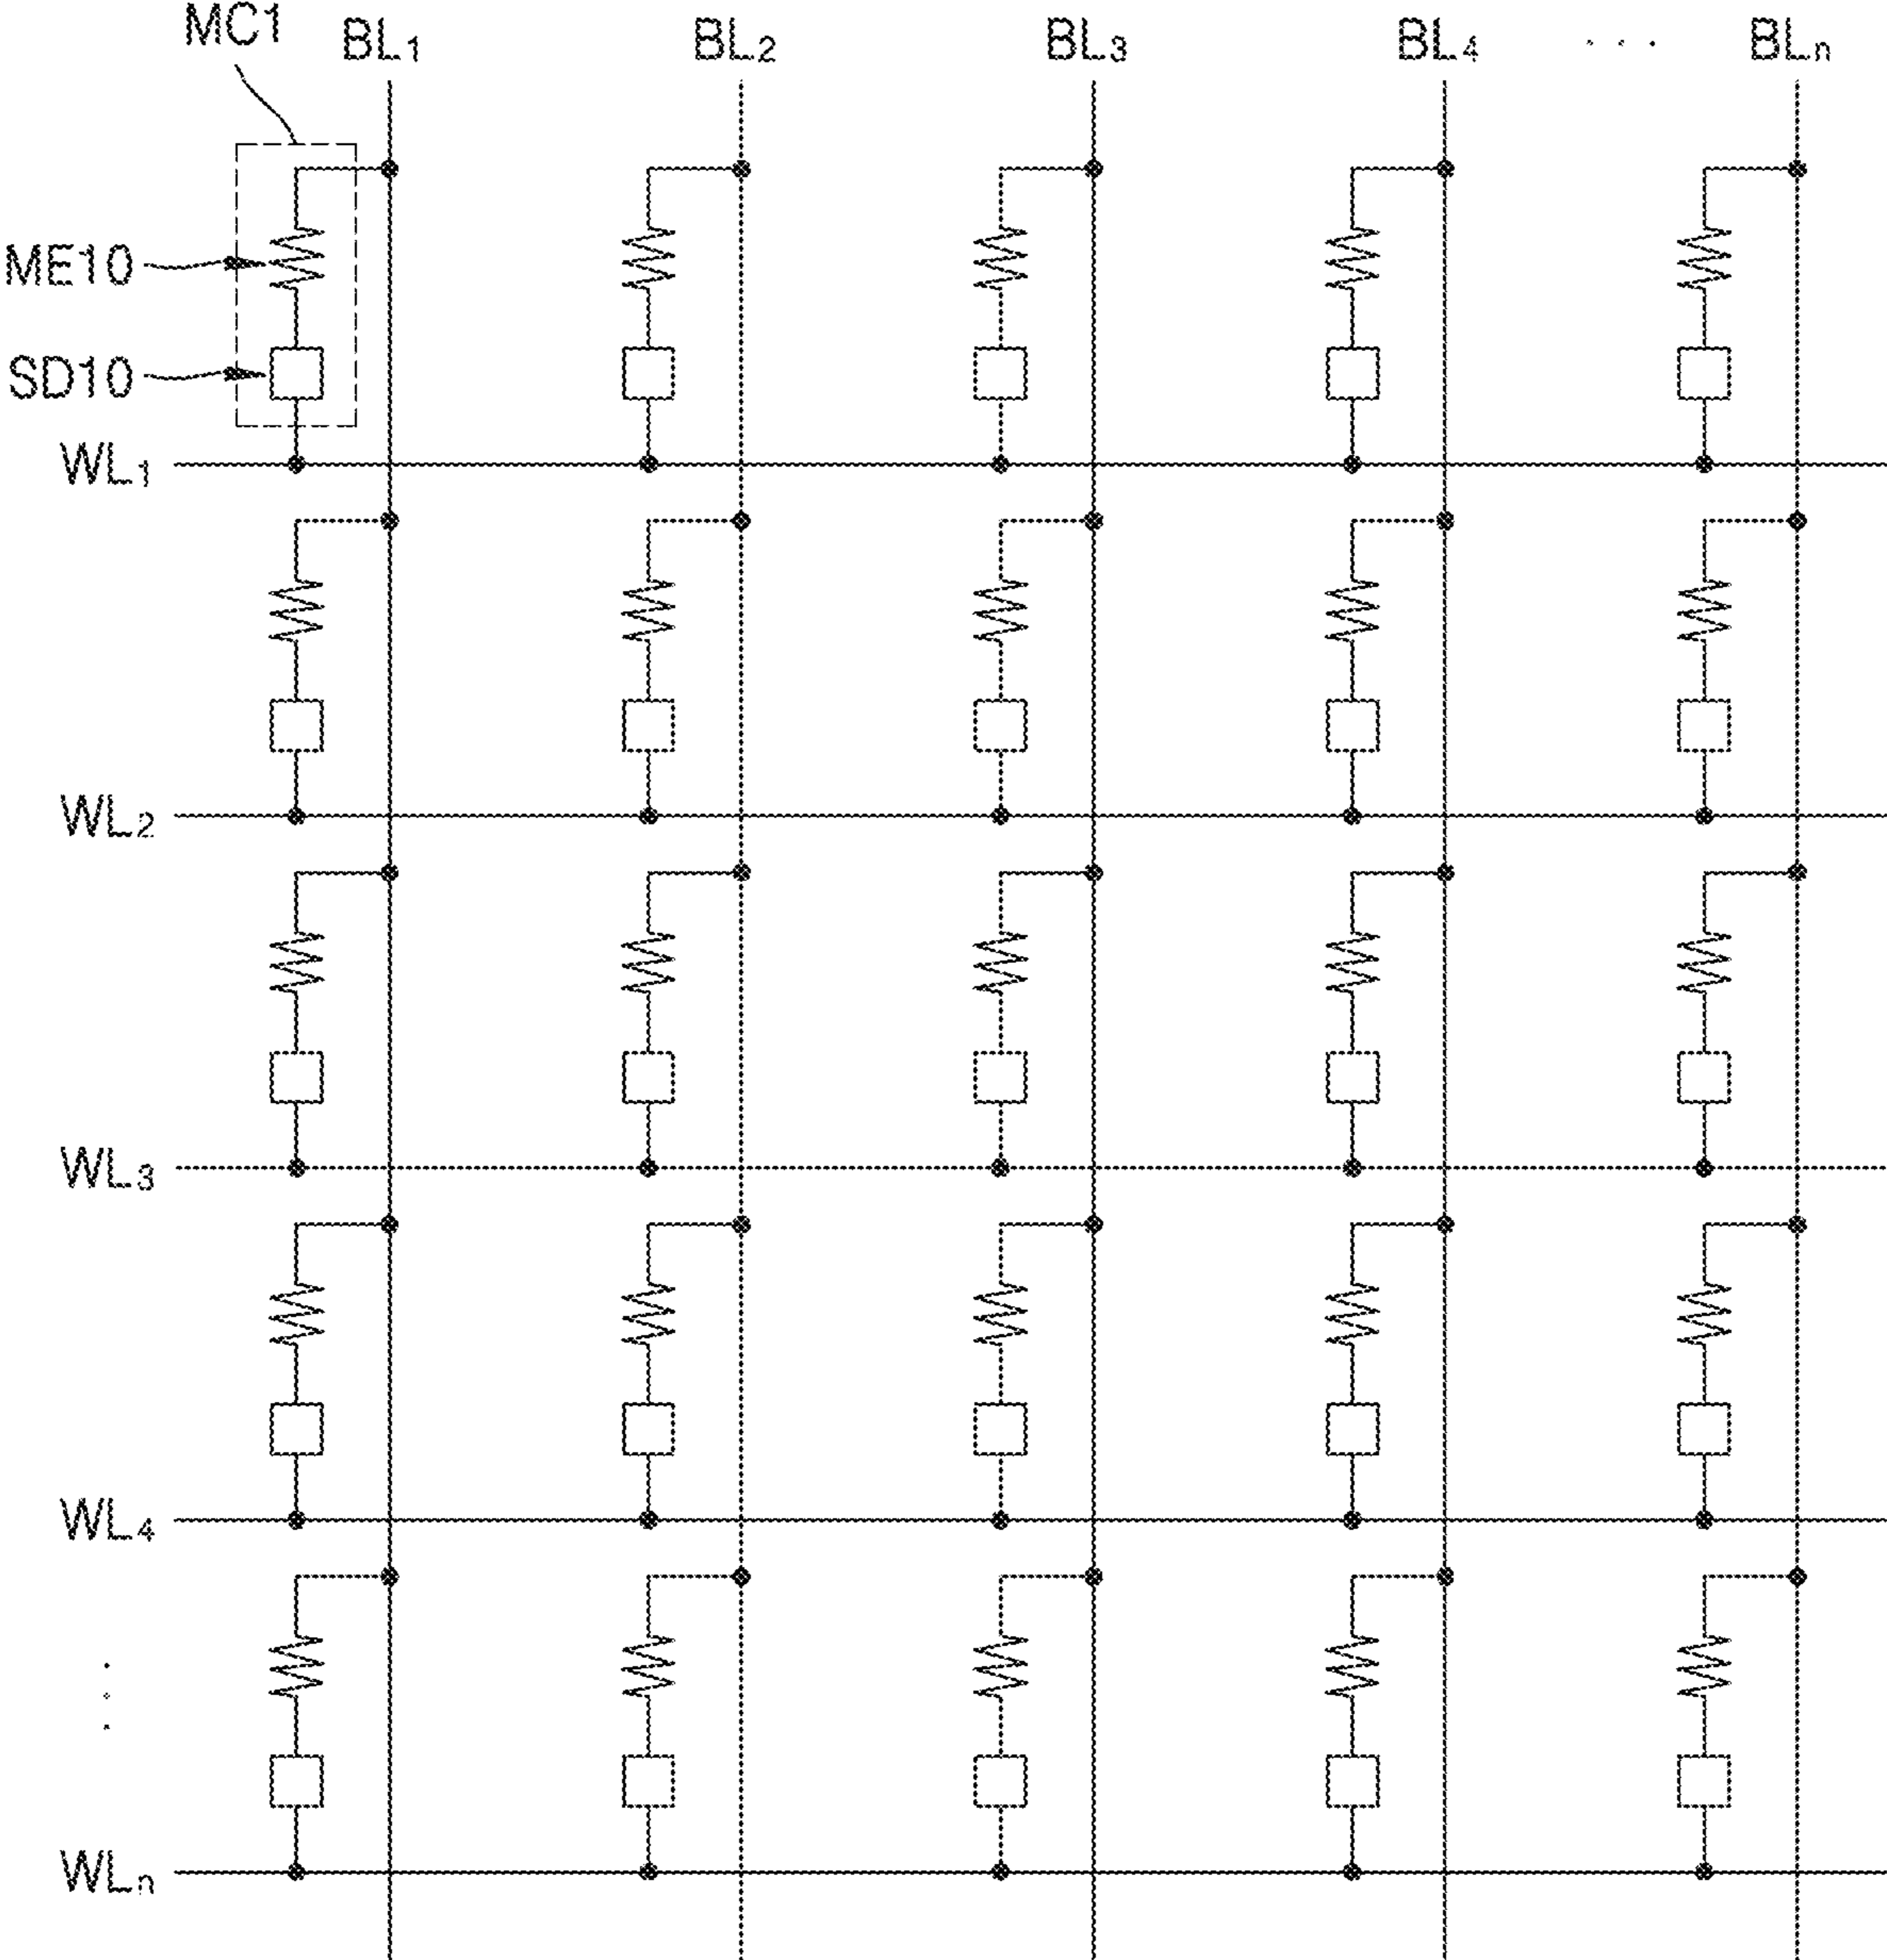 MC1 BL1 BL2 BL3 BL4 ... BLn
ME10
SD10
WL1
WL2
WL3
WL4
WLn